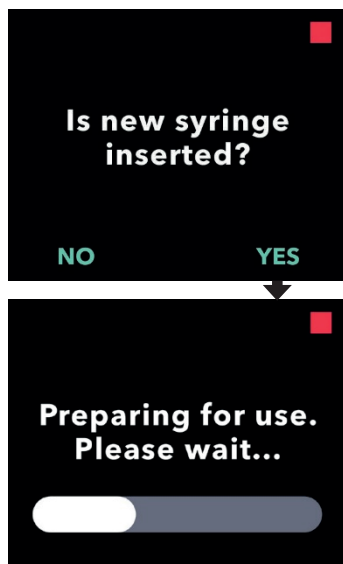 Is new syringe
inserted?
NO YES
Preparing for use.
Please wait...